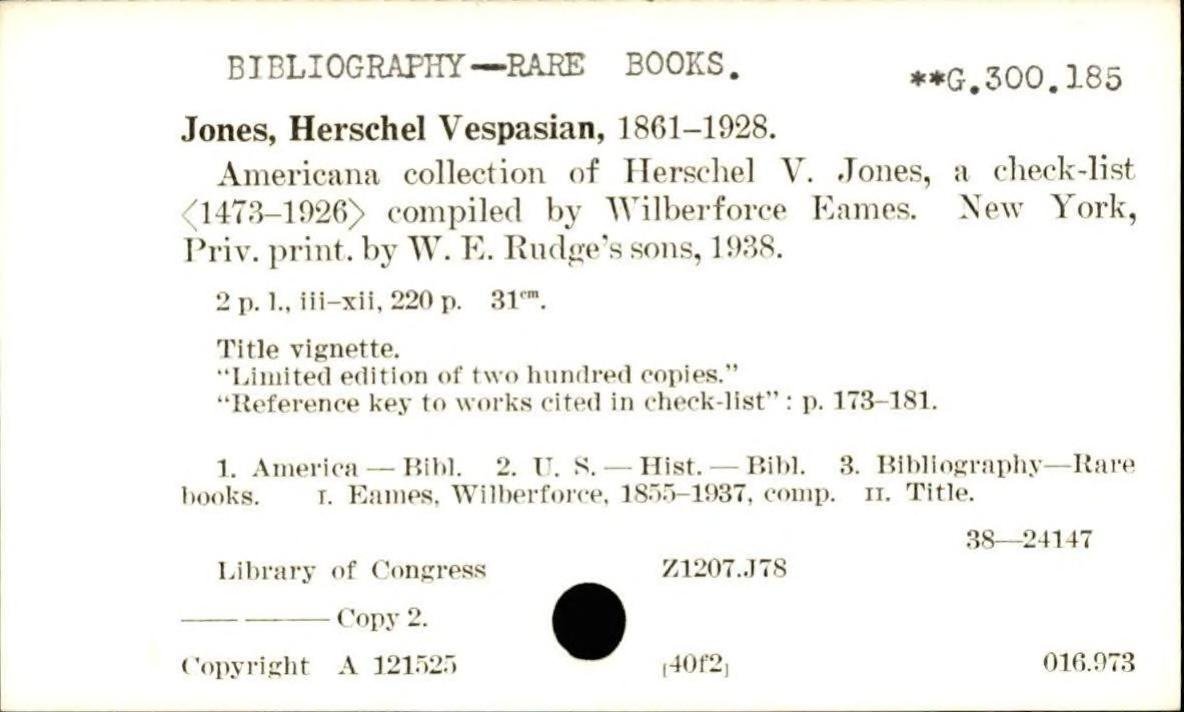 BIBLIOGRAPHY—RARE BOOKS.
**G.300.185
Jones, Herschel Vespasian, 1861–1928.
Americana collection of Herschel V. Jones, a check-list
⟨1473–1926⟩ compiled by Wilberforce Eames. New York,
Priv. print. by W. E. Rudge's sons, 1938.
2 p. l., iii–xii, 220 p. 31cm.
Title vignette.
“Limited edition of two hundred copies.”
“Reference key to works cited in check-list” : p. 173–181.
1. America — Bibl. 2. U. S. — Hist. — Bibl. 3. Bibliography—Rare
books. I. Eames, Wilberforce, 1855–1937, comp. II. Title.
38—24147
Library of Congress Z1207.J78
——— ——— Copy 2.
Copyright A 121525 [40f2] 016.973